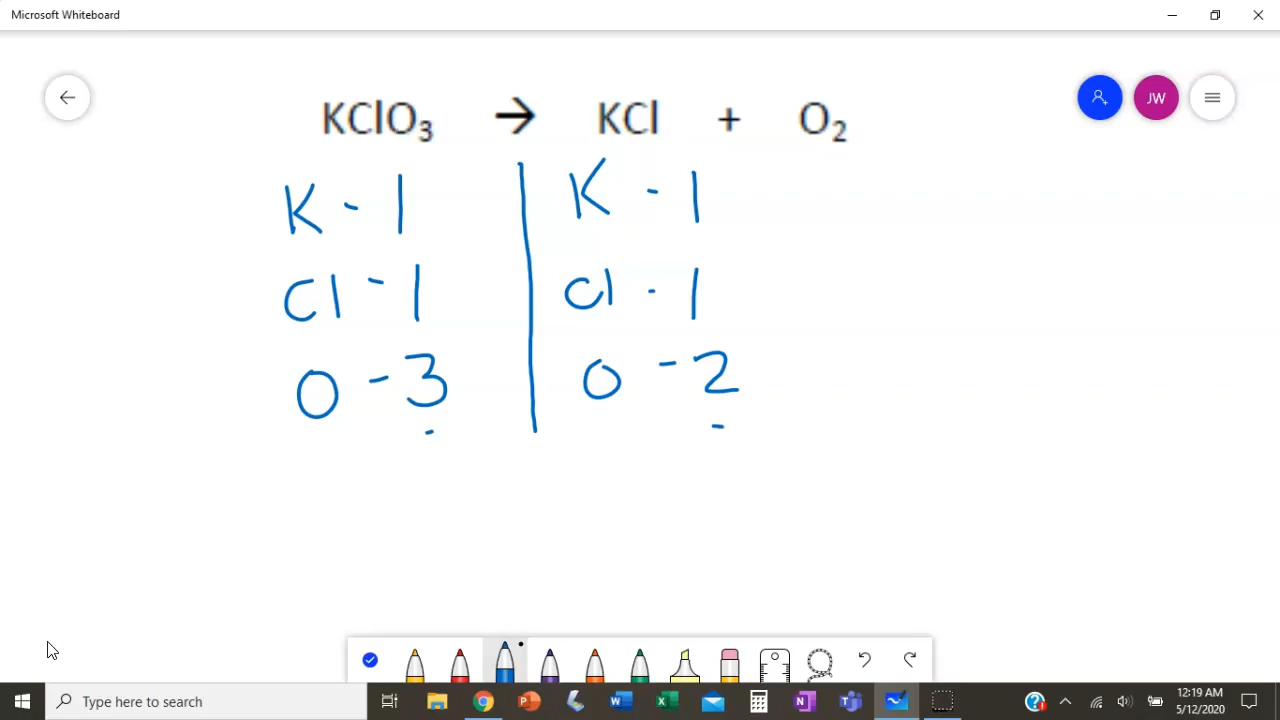 Microsoft Whiteboard
JW
KClO₃ → KCl + O₂
K - 1 K - 1
Cl - 1 Cl - 1
O - 3 O - 2
Type here to search
12:19 AM
5/12/2020